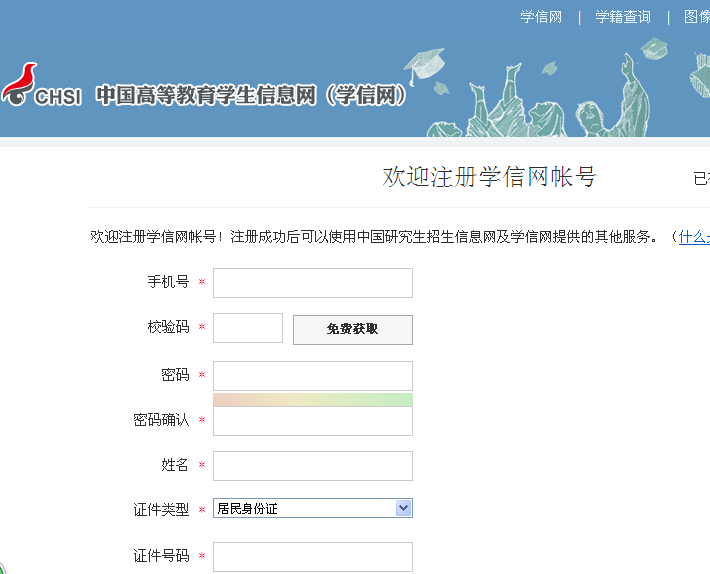 学信网 | 学籍查询 | 图像
CHSI 中国高等教育学生信息网（学信网）
欢迎注册学信网帐号
欢迎注册学信网帐号！注册成功后可以使用中国研究生招生信息网及学信网提供的其他服务。（什么
手机号 *
校验码 * 免费获取
密码 *
密码确认 *
姓名 *
证件类型 * 居民身份证
证件号码 *